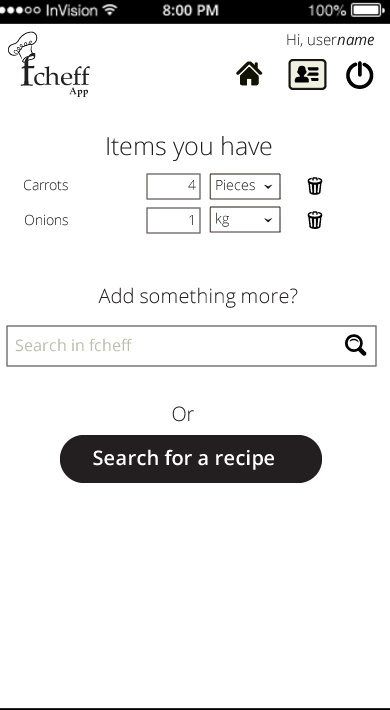 InVision 8:00 PM 100%
Hi, username
fcheff
App
Items you have
Carrots 4 Pieces
Onions 1 kg
Add something more?
Search in fcheff
Or
Search for a recipe